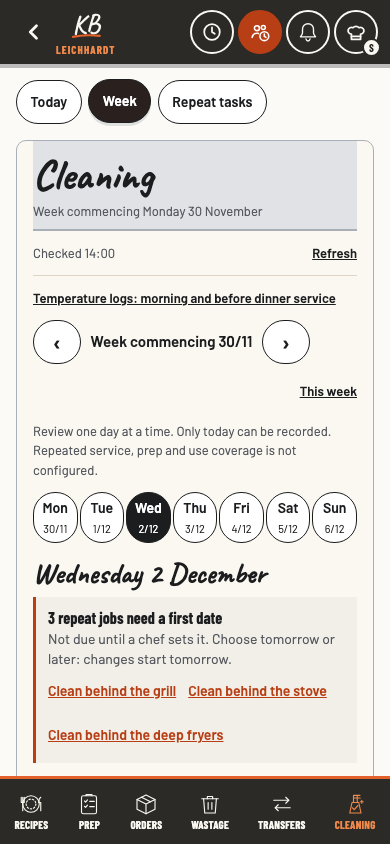 KB
LEICHHARDT
S
Today
Week
Repeat tasks
Cleaning
Week commencing Monday 30 November
Checked 14:00
Refresh
Temperature logs: morning and before dinner service
‹ Week commencing 30/11 ›
This week
Review one day at a time. Only today can be recorded.
Repeated service, prep and use coverage is not
configured.
Mon Tue Wed Thu Fri Sat Sun
30/11 1/12 2/12 3/12 4/12 5/12 6/12
Wednesday 2 December
3 repeat jobs need a first date
Not due until a chef sets it. Choose tomorrow or
later: changes start tomorrow.
Clean behind the grill Clean behind the stove
Clean behind the deep fryers
RECIPES PREP ORDERS WASTAGE TRANSFERS CLEANING